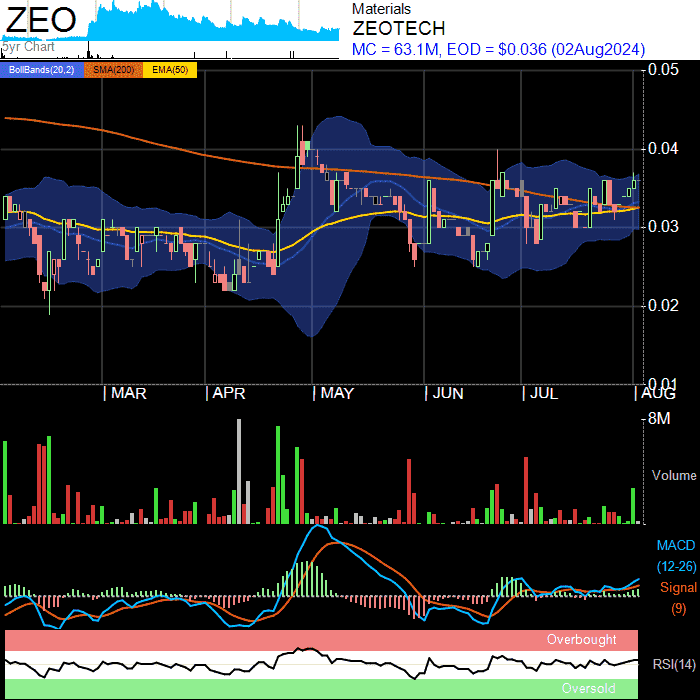 ZEO
5yr Chart
Materials
ZEOTECH
MC = 63.1M, EOD = $0.036 (02Aug2024)
BollBands(20,2) SMA(200) EMA(50)
0.05
0.04
0.03
0.02
0.01
MAR APR MAY JUN JUL AUG
8M
Volume
MACD
(12-26)
Signal
(9)
Overbought
RSI(14)
Oversold